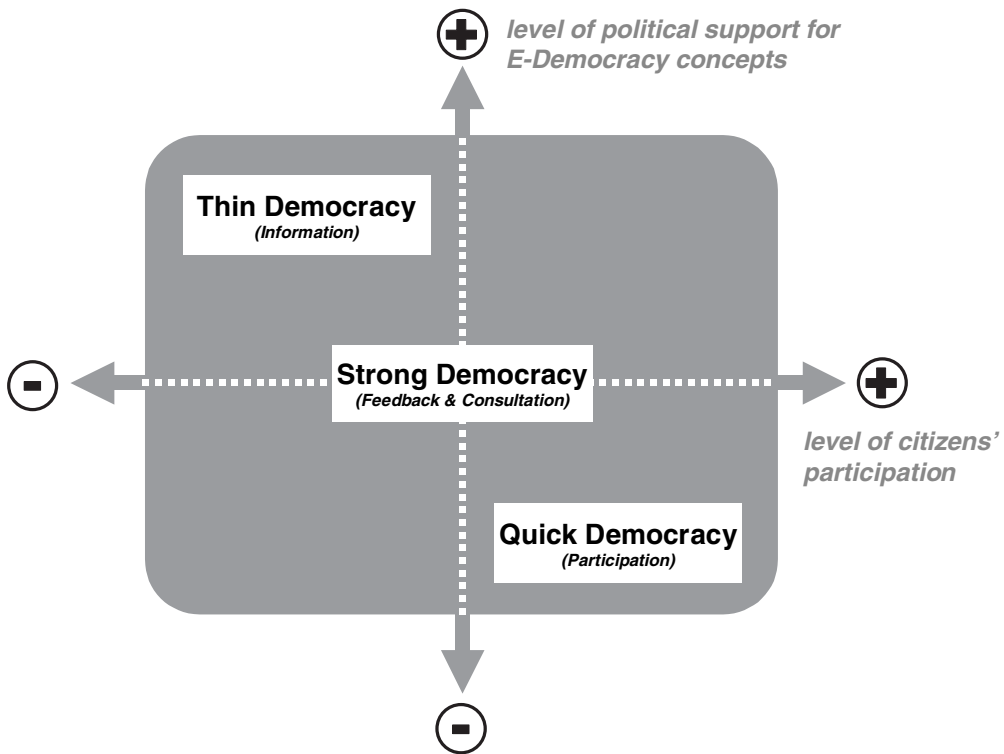 +
level of political support for
E-Democracy concepts
Thin Democracy
(Information)
-
Strong Democracy
(Feedback & Consultation)
+
level of citizens’
participation
Quick Democracy
(Participation)
-